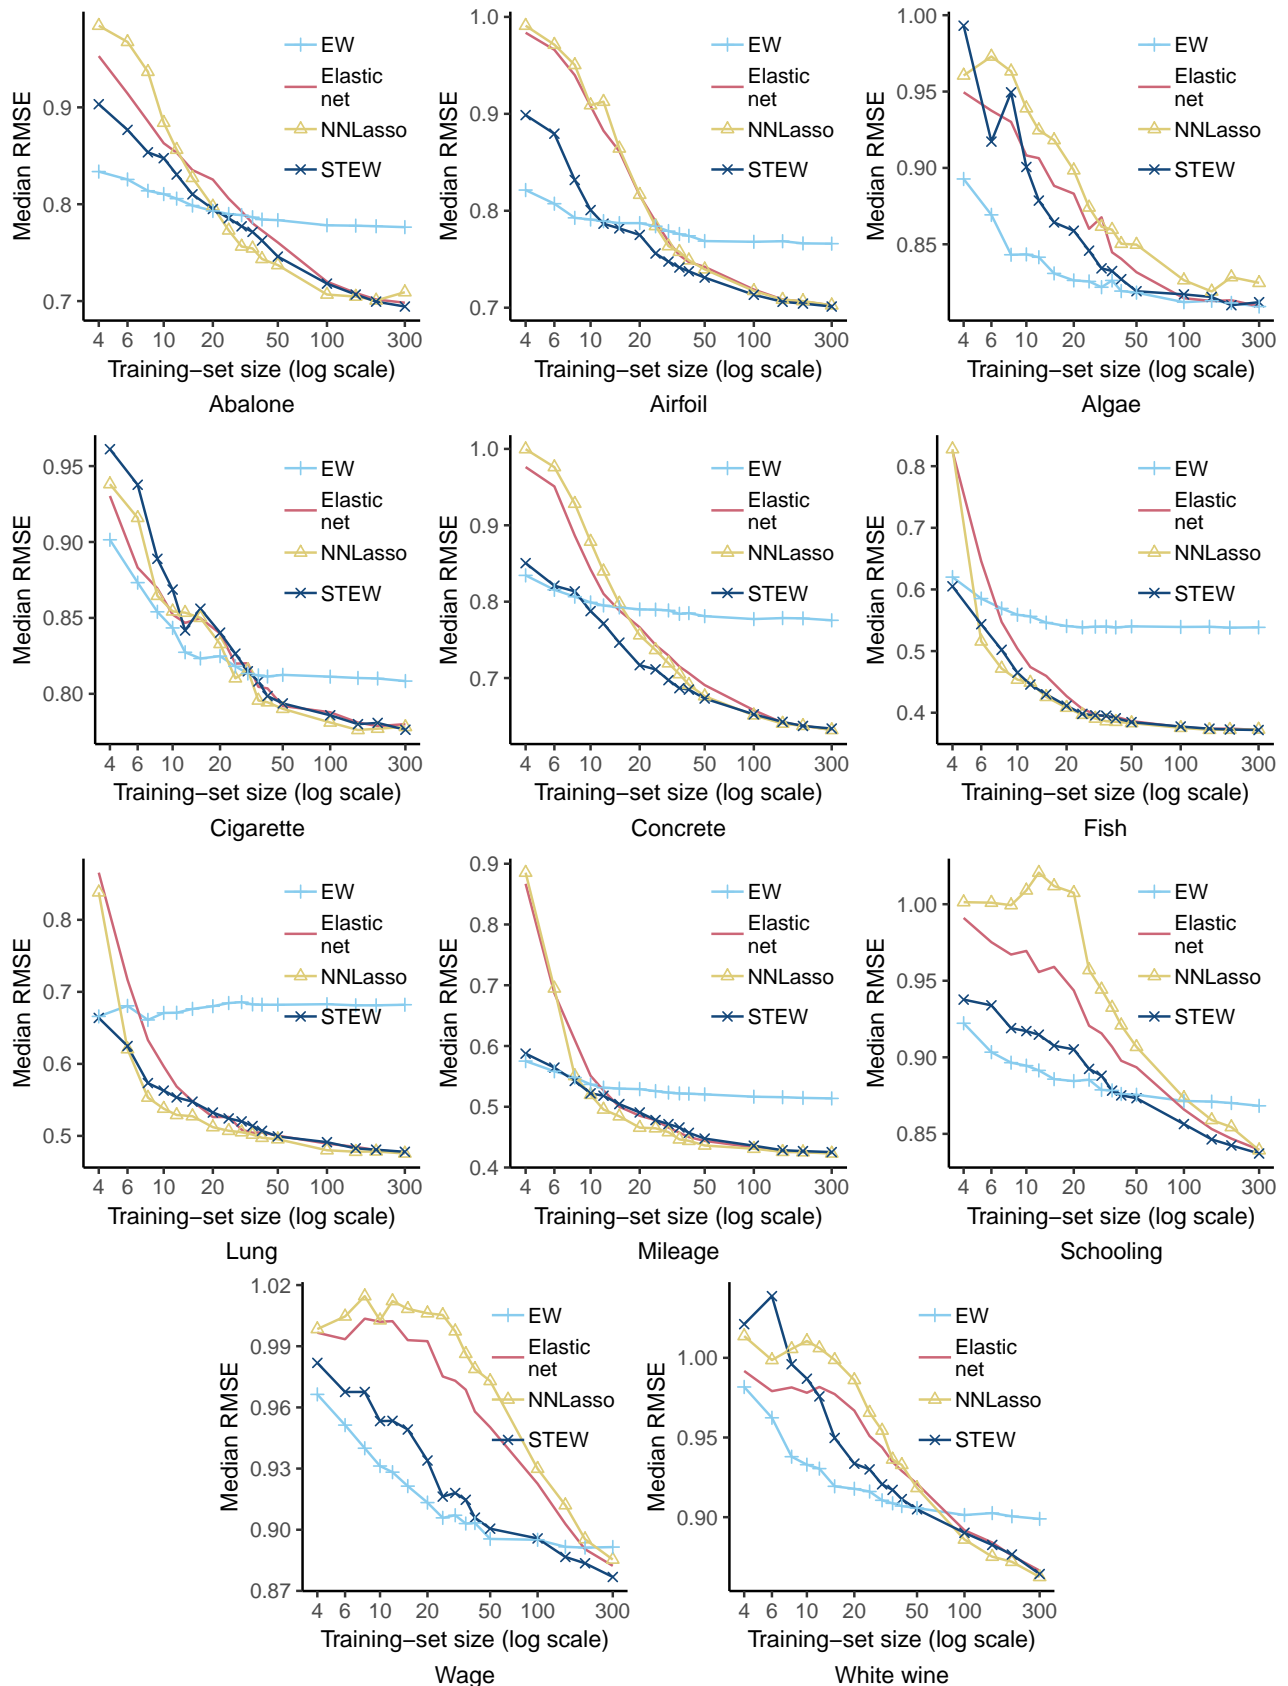 Median RMSE
0.9
0.8
0.7
4 6 10 20 50 100 300
Training−set size (log scale)
EW
Elastic
net
NNLasso
STEW
Abalone
Median RMSE
1.0
0.9
0.8
0.7
4 6 10 20 50 100 300
Training−set size (log scale)
EW
Elastic
net
NNLasso
STEW
Airfoil
Median RMSE
1.00
0.95
0.90
0.85
4 6 10 20 50 100 300
Training−set size (log scale)
EW
Elastic
net
NNLasso
STEW
Algae
Median RMSE
0.95
0.90
0.85
0.80
4 6 10 20 50 100 300
Training−set size (log scale)
EW
Elastic
net
NNLasso
STEW
Cigarette
Median RMSE
1.0
0.9
0.8
0.7
4 6 10 20 50 100 300
Training−set size (log scale)
EW
Elastic
net
NNLasso
STEW
Concrete
Median RMSE
0.8
0.7
0.6
0.5
0.4
4 6 10 20 50 100 300
Training−set size (log scale)
EW
Elastic
net
NNLasso
STEW
Fish
Median RMSE
0.8
0.7
0.6
0.5
4 6 10 20 50 100 300
Training−set size (log scale)
EW
Elastic
net
NNLasso
STEW
Lung
Median RMSE
0.9
0.8
0.7
0.6
0.5
0.4
4 6 10 20 50 100 300
Training−set size (log scale)
EW
Elastic
net
NNLasso
STEW
Mileage
Median RMSE
1.00
0.95
0.90
0.85
4 6 10 20 50 100 300
Training−set size (log scale)
EW
Elastic
net
NNLasso
STEW
Schooling
Median RMSE
1.02
0.99
0.96
0.93
0.90
0.87
4 6 10 20 50 100 300
Training−set size (log scale)
EW
Elastic
net
NNLasso
STEW
Wage
Median RMSE
1.00
0.95
0.90
4 6 10 20 50 100 300
Training−set size (log scale)
EW
Elastic
net
NNLasso
STEW
White wine